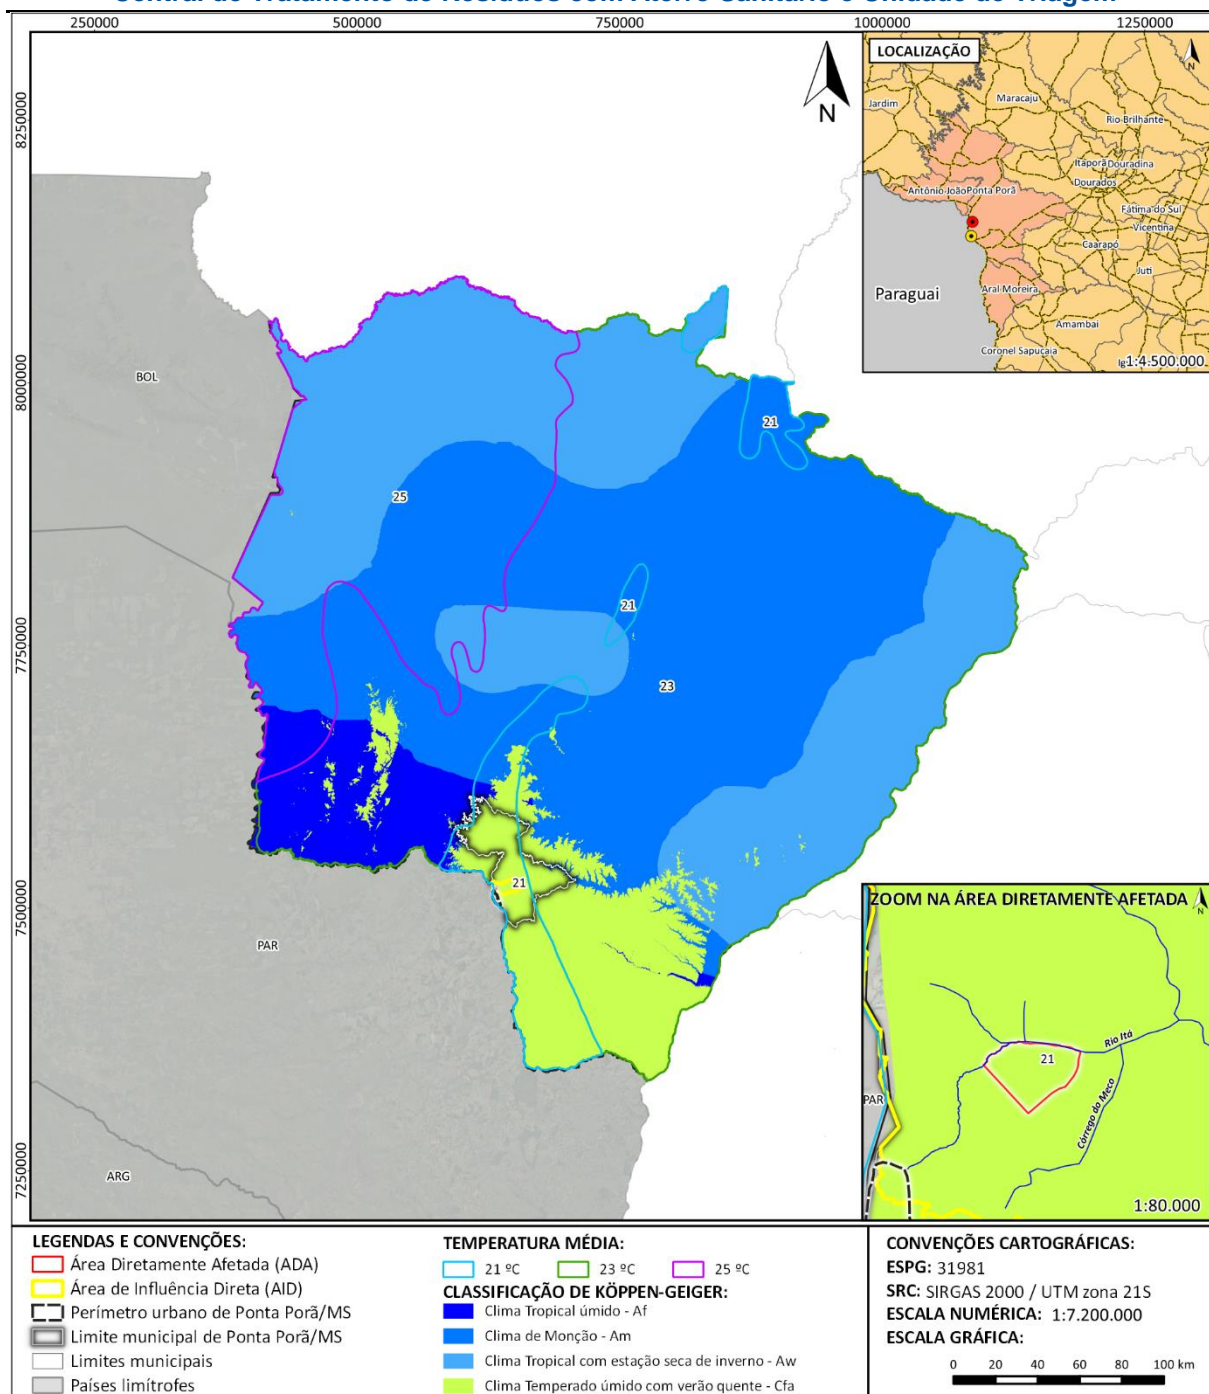 Central de Tratamento de Resíduos com Aterro Sanitário e Unidade de Triagem
250000
500000
750000
1000000
1250000
8250000
8000000
7750000
7500000
7250000
N
LOCALIZAÇÃO
N
Jardim
Maracaju
Rio Brilhante
Itaporã
Douradina
Dourados
Antônio João
Ponta Porã
Fátima do Sul
Vicentina
Caarapó
Juti
Paraguai
Aral Moreira
Amambai
Coronel Sapucaia
Ig
1:4.500.000
BOL
21
25
21
23
21
PAR
ARG
ZOOM NA ÁREA DIRETAMENTE AFETADA
N
Rio Itá
21
Córrego do Meco
PAR
1:80.000
LEGENDAS E CONVENÇÕES:
Área Diretamente Afetada (ADA)
Área de Influência Direta (AID)
Perímetro urbano de Ponta Porã/MS
Limite municipal de Ponta Porã/MS
Limites municipais
Países limítrofes
TEMPERATURA MÉDIA:
21 ºC 23 ºC 25 ºC
CLASSIFICAÇÃO DE KÖPPEN-GEIGER:
Clima Tropical úmido - Af
Clima de Monção - Am
Clima Tropical com estação seca de inverno - Aw
Clima Temperado úmido com verão quente - Cfa
CONVENÇÕES CARTOGRÁFICAS:
ESPG: 31981
SRC: SIRGAS 2000 / UTM zona 21S
ESCALA NUMÉRICA: 1:7.200.000
ESCALA GRÁFICA:
0 20 40 60 80 100 km